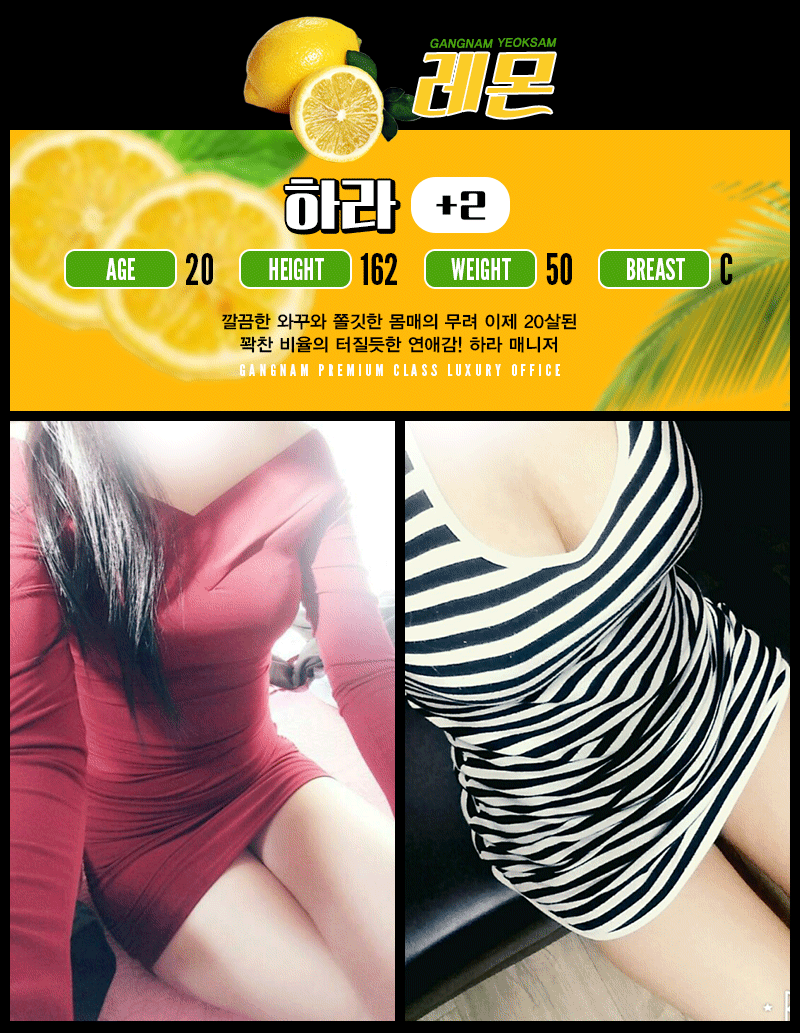 GANGNAM YEOKSAM
레몬
하라 +2
AGE 20 HEIGHT 162 WEIGHT 50 BREAST C
깔끔한 와꾸와 쫄깃한 몸매의 무려 이제 20살된
꽉찬 비율의 터질듯한 연애감! 하라 매니저
GANGNAM PREMIUM CLASS LUXURY OFFICE